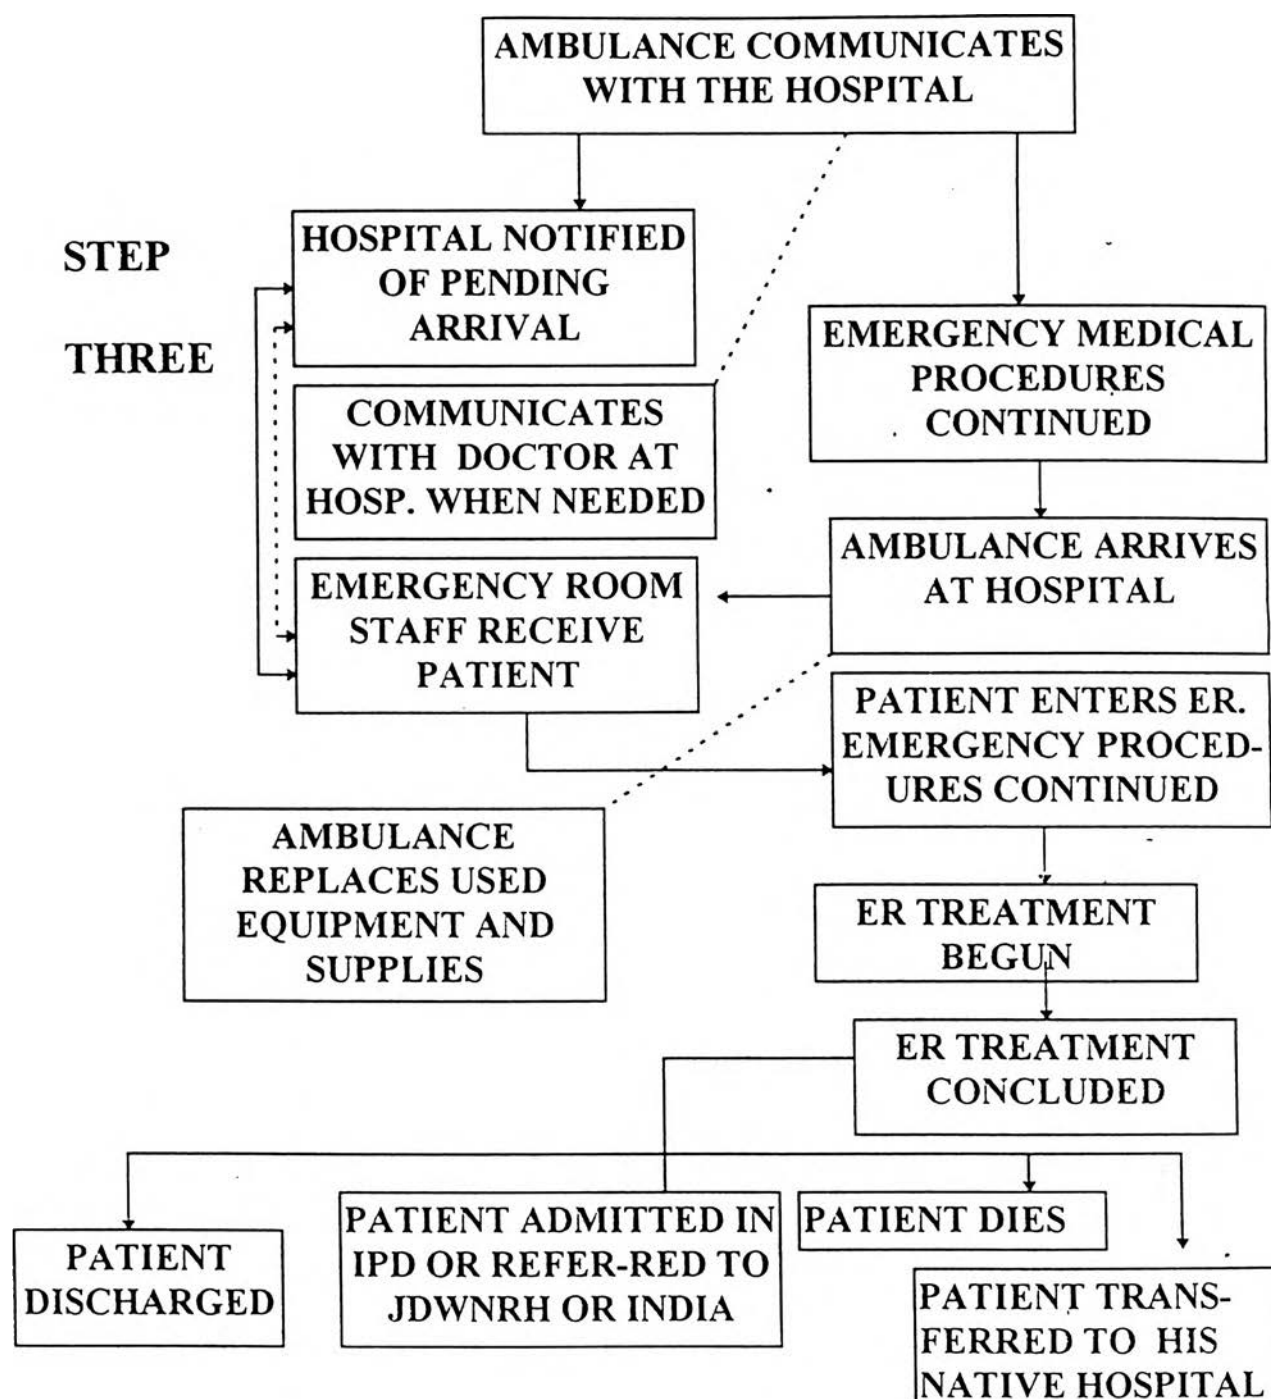 AMBULANCE COMMUNICATES
WITH THE HOSPITAL
STEP
THREE
HOSPITAL NOTIFIED
OF PENDING
ARRIVAL
EMERGENCY MEDICAL
PROCEDURES
CONTINUED
COMMUNICATES
WITH DOCTOR AT
HOSP. WHEN NEEDED
AMBULANCE ARRIVES
AT HOSPITAL
EMERGENCY ROOM
STAFF RECEIVE
PATIENT
PATIENT ENTERS ER.
EMERGENCY PROCED-
URES CONTINUED
AMBULANCE
REPLACES USED
EQUIPMENT AND
SUPPLIES
ER TREATMENT
BEGUN
ER TREATMENT
CONCLUDED
PATIENT
DISCHARGED
PATIENT ADMITTED IN
IPD OR REFER-RED TO
JDWNRH OR INDIA
PATIENT DIES
PATIENT TRANS-
FERRED TO HIS
NATIVE HOSPITAL